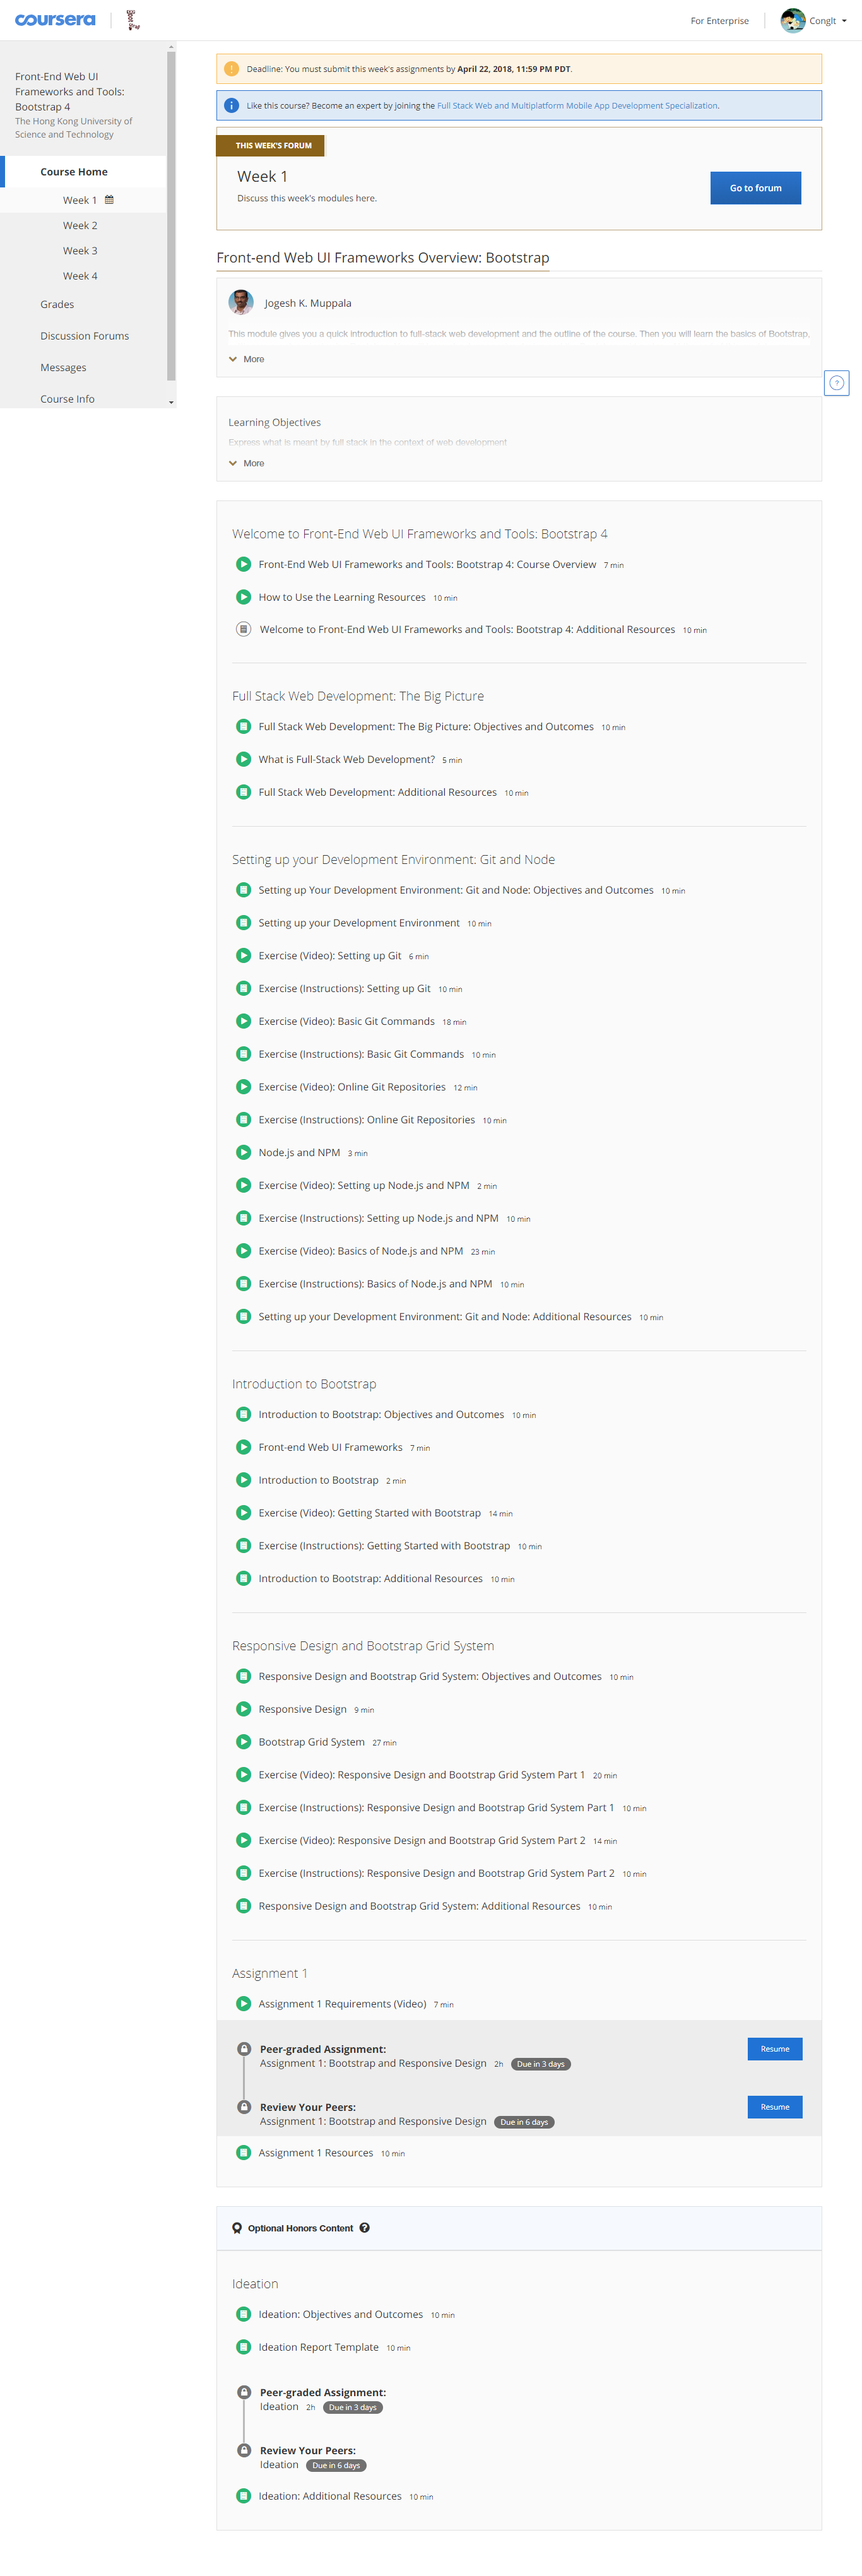 coursera
For Enterprise
CongIt
Front-End Web UI
Frameworks and Tools:
Bootstrap 4
The Hong Kong University of
Science and Technology
Course Home
Week 1
Week 2
Week 3
Week 4
Grades
Discussion Forums
Messages
Course Info
Deadline: You must submit this week's assignments by April 22, 2018, 11:59 PM PDT.
Like this course? Become an expert by joining the Full Stack Web and Multiplatform Mobile App Development Specialization.
THIS WEEK'S FORUM
Week 1
Discuss this week's modules here.
Go to forum
Front-end Web UI Frameworks Overview: Bootstrap
Jogesh K. Muppala
This module gives you a quick introduction to full-stack web development and the outline of the course. Then you will learn the basics of Bootstrap,
More
Learning Objectives
Express what is meant by full stack in the context of web development
More
Welcome to Front-End Web UI Frameworks and Tools: Bootstrap 4
Front-End Web UI Frameworks and Tools: Bootstrap 4: Course Overview 7 min
How to Use the Learning Resources 10 min
Welcome to Front-End Web UI Frameworks and Tools: Bootstrap 4: Additional Resources 10 min
Full Stack Web Development: The Big Picture
Full Stack Web Development: The Big Picture: Objectives and Outcomes 10 min
What is Full-Stack Web Development? 5 min
Full Stack Web Development: Additional Resources 10 min
Setting up your Development Environment: Git and Node
Setting up Your Development Environment: Git and Node: Objectives and Outcomes 10 min
Setting up your Development Environment 10 min
Exercise (Video): Setting up Git 6 min
Exercise (Instructions): Setting up Git 10 min
Exercise (Video): Basic Git Commands 18 min
Exercise (Instructions): Basic Git Commands 10 min
Exercise (Video): Online Git Repositories 12 min
Exercise (Instructions): Online Git Repositories 10 min
Node.js and NPM 3 min
Exercise (Video): Setting up Node.js and NPM 2 min
Exercise (Instructions): Setting up Node.js and NPM 10 min
Exercise (Video): Basics of Node.js and NPM 23 min
Exercise (Instructions): Basics of Node.js and NPM 10 min
Setting up your Development Environment: Git and Node: Additional Resources 10 min
Introduction to Bootstrap
Introduction to Bootstrap: Objectives and Outcomes 10 min
Front-end Web UI Frameworks 7 min
Introduction to Bootstrap 2 min
Exercise (Video): Getting Started with Bootstrap 14 min
Exercise (Instructions): Getting Started with Bootstrap 10 min
Introduction to Bootstrap: Additional Resources 10 min
Responsive Design and Bootstrap Grid System
Responsive Design and Bootstrap Grid System: Objectives and Outcomes 10 min
Responsive Design 9 min
Bootstrap Grid System 27 min
Exercise (Video): Responsive Design and Bootstrap Grid System Part 1 20 min
Exercise (Instructions): Responsive Design and Bootstrap Grid System Part 1 10 min
Exercise (Video): Responsive Design and Bootstrap Grid System Part 2 14 min
Exercise (Instructions): Responsive Design and Bootstrap Grid System Part 2 10 min
Responsive Design and Bootstrap Grid System: Additional Resources 10 min
Assignment 1
Assignment 1 Requirements (Video) 7 min
Peer-graded Assignment:
Assignment 1: Bootstrap and Responsive Design 2h Due in 3 days
Resume
Review Your Peers:
Assignment 1: Bootstrap and Responsive Design Due in 6 days
Resume
Assignment 1 Resources 10 min
Optional Honors Content ?
Ideation
Ideation: Objectives and Outcomes 10 min
Ideation Report Template 10 min
Peer-graded Assignment:
Ideation 2h Due in 3 days
Review Your Peers:
Ideation Due in 6 days
Ideation: Additional Resources 10 min